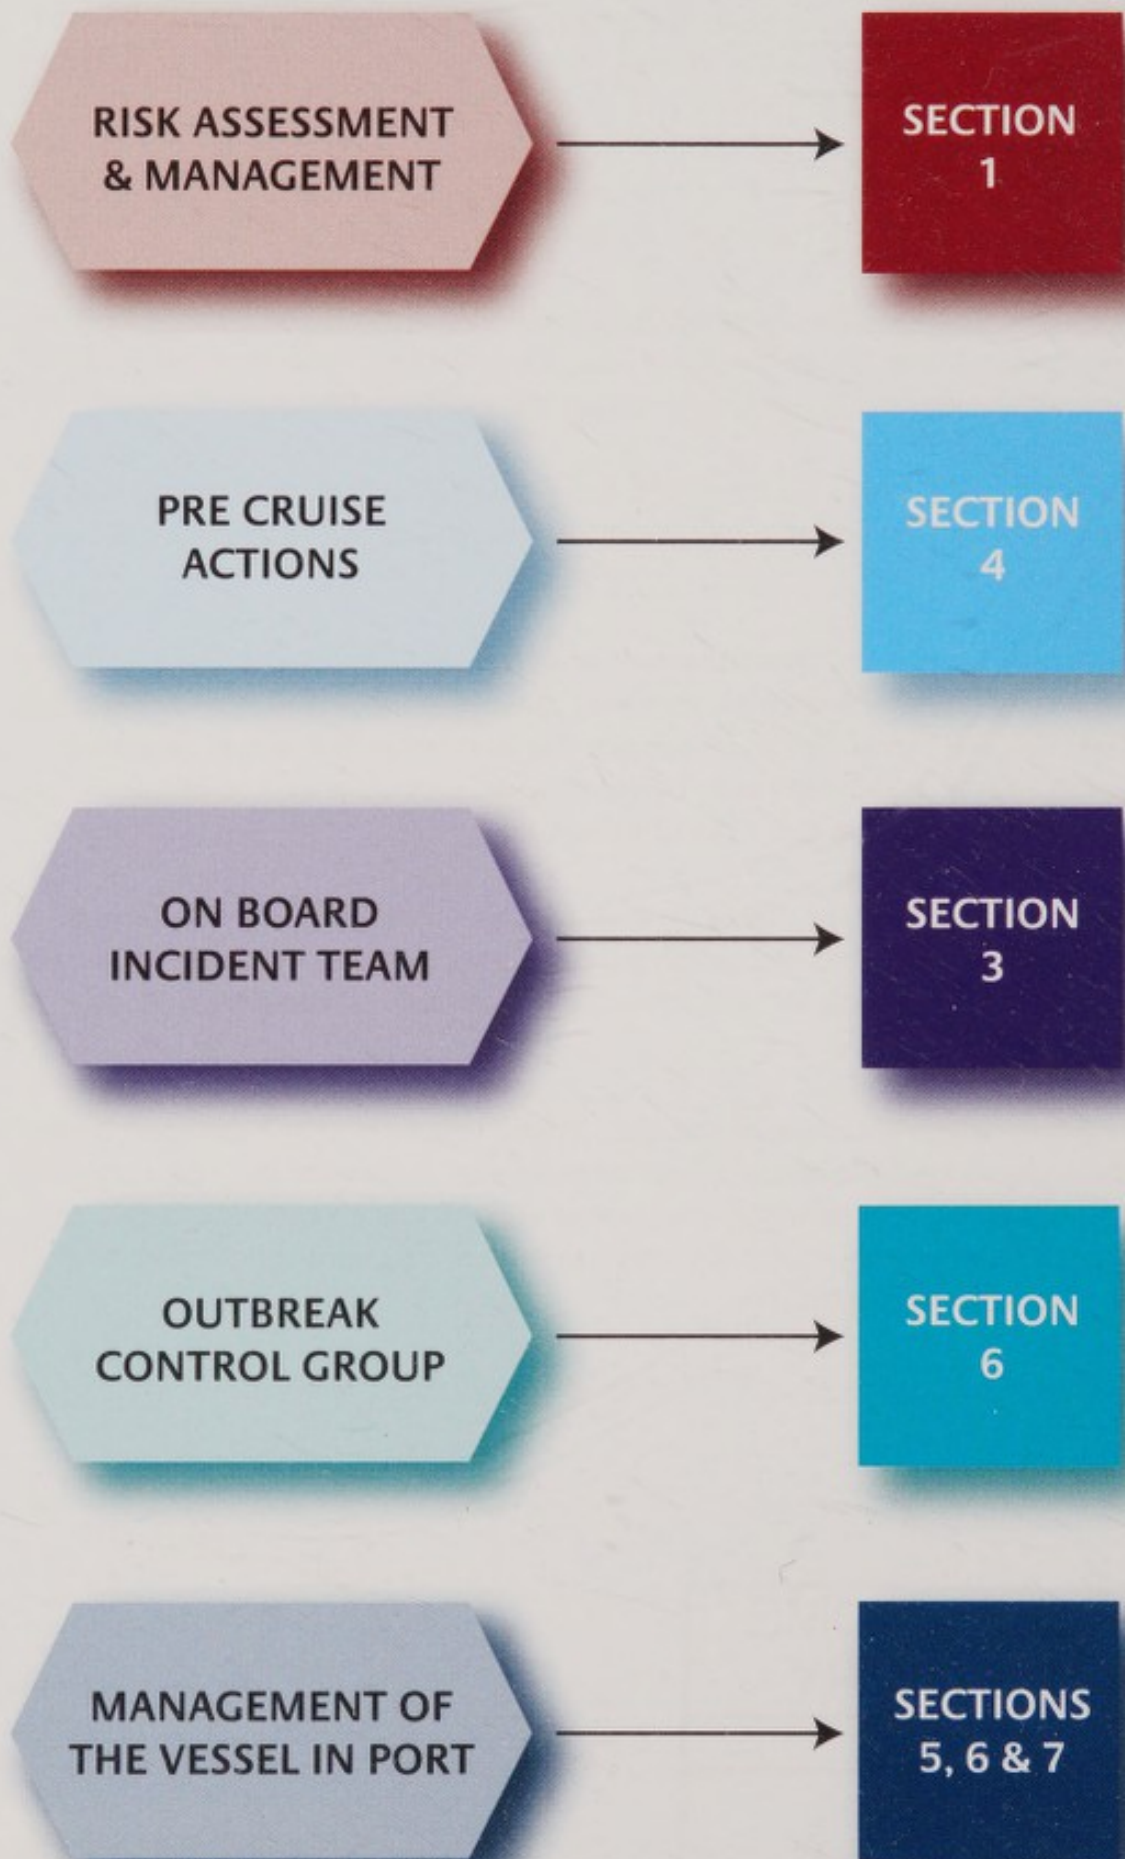 RISK ASSESSMENT
& MANAGEMENT
SECTION
1
PRE CRUISE
ACTIONS
SECTION
4
ON BOARD
INCIDENT TEAM
SECTION
3
OUTBREAK
CONTROL GROUP
SECTION
6
MANAGEMENT OF
THE VESSEL IN PORT
SECTIONS
5, 6 & 7